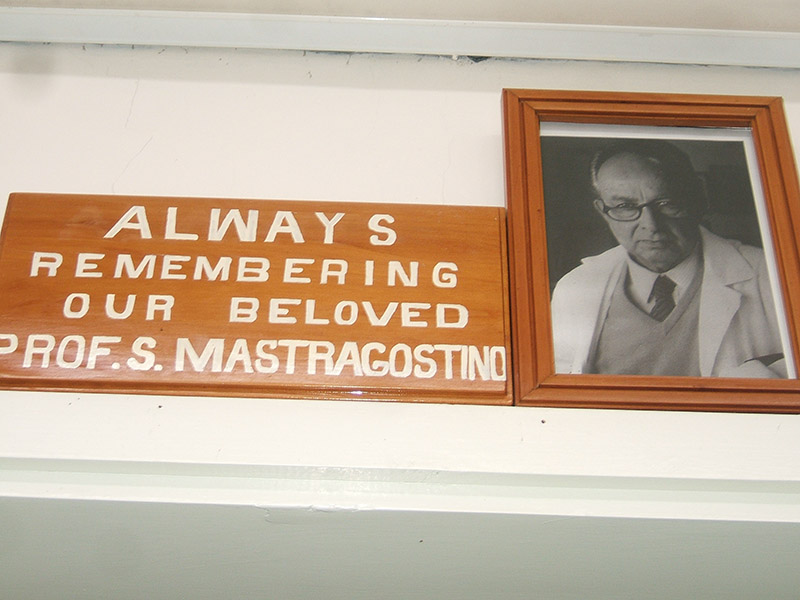 ALWAYS
REMEMBERING
OUR BELOVED
PROF. S. MASTRAGOSTINO